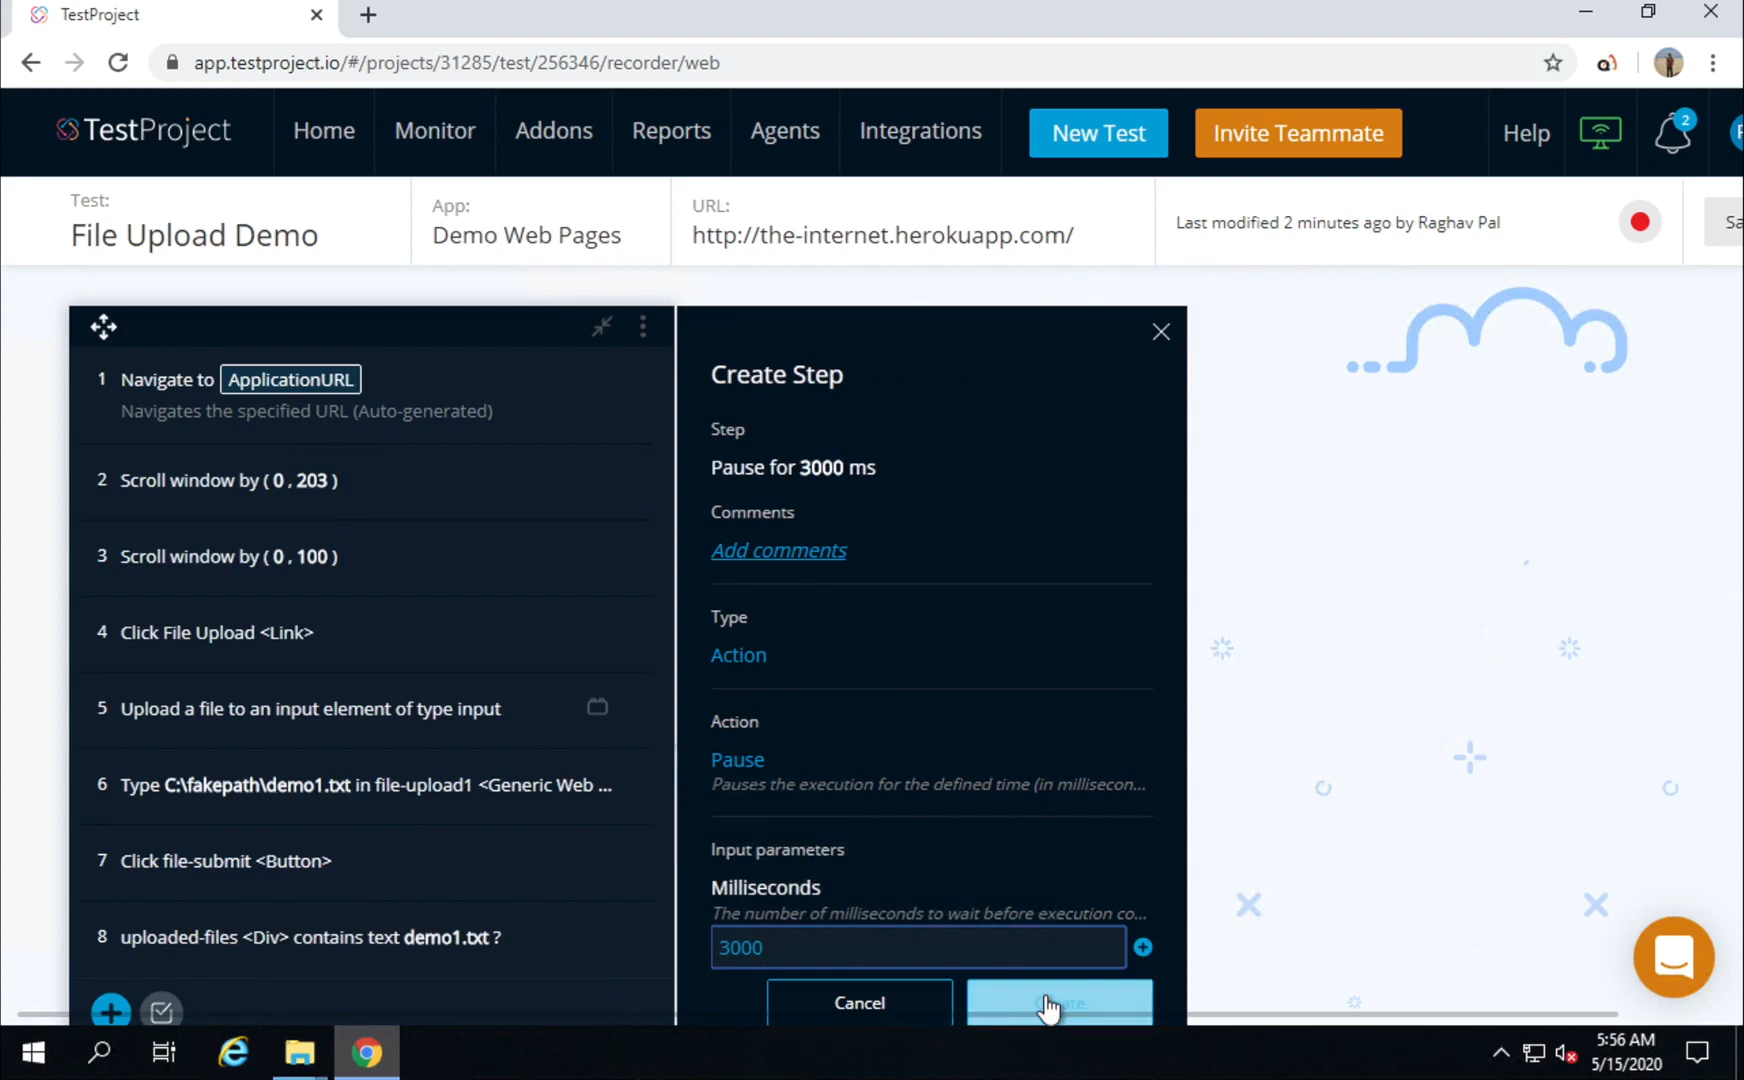 TestProject
app.testproject.io/#/projects/31285/test/256346/recorder/web
TestProject
Home
Monitor
Addons
Reports
Agents
Integrations
New Test
Invite Teammate
Help
2
Test:
File Upload Demo
App:
Demo Web Pages
URL:
http://the-internet.herokuapp.com/
Last modified 2 minutes ago by Raghav Pal
Sa
1 Navigate to ApplicationURL
Navigates the specified URL (Auto-generated)
2 Scroll window by ( 0 , 203 )
3 Scroll window by ( 0 , 100 )
4 Click File Upload <Link>
5 Upload a file to an input element of type input
6 Type C:\fakepath\demo1.txt in file-upload1 <Generic Web ...
7 Click file-submit <Button>
8 uploaded-files <Div> contains text demo1.txt ?
Create Step
Step
Pause for 3000 ms
Comments
Add comments
Type
Action
Action
Pause
Pauses the execution for the defined time (in millisecon...
Input parameters
Milliseconds
The number of milliseconds to wait before execution co...
3000
Cancel
5:56 AM
5/15/2020